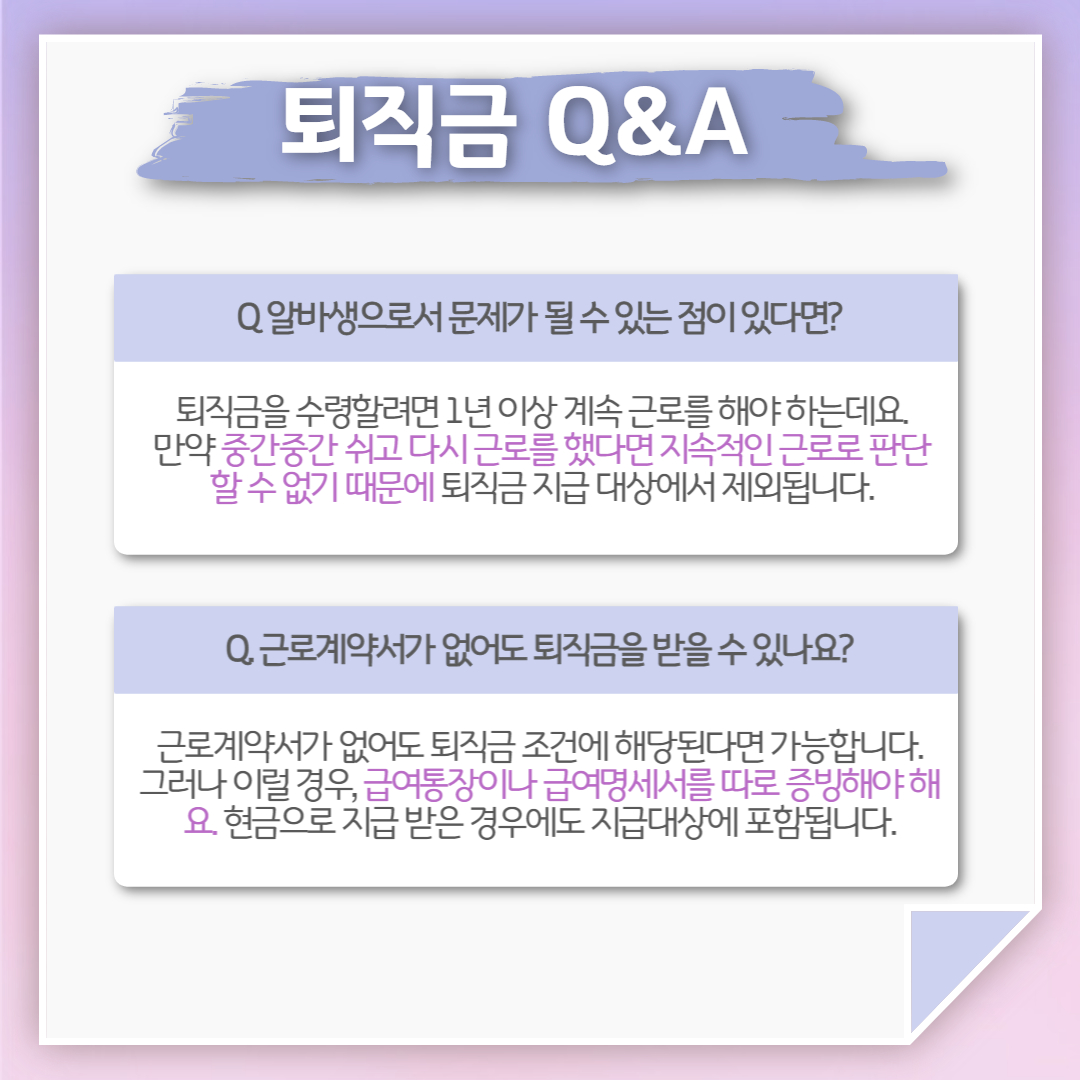 퇴직금 Q&A
Q 알바생으로서 문제가 될 수 있는 점이 있다면?
퇴직금을 수령할려면 1년 이상 계속 근로를 해야 하는데요.
만약 중간중간 쉬고 다시 근로를 했다면 지속적인 근로로 판단
할 수 없기 때문에 퇴직금 지급 대상에서 제외됩니다.
Q. 근로계약서가 없어도 퇴직금을 받을 수 있나요?
근로계약서가 없어도 퇴직금 조건에 해당된다면 가능합니다.
그러나 이럴 경우, 급여통장이나 급여명세서를 따로 증빙해야 해
요. 현금으로 지급 받은 경우에도 지급대상에 포함됩니다.